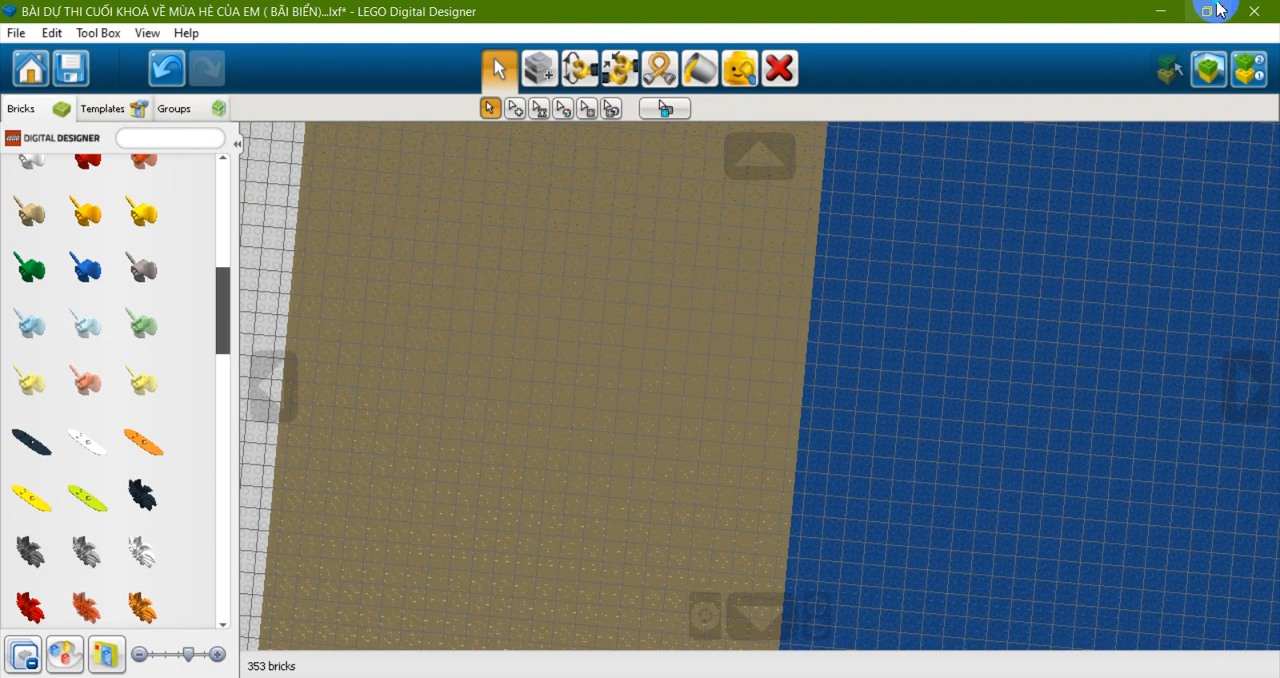 BÀI DỰ THI CUỐI KHOÁ VỀ MÙA HÈ CỦA EM ( BÃI BIỂN)...lxf* - LEGO Digital Designer
File Edit Tool Box View Help
Bricks Templates Groups
LEGO DIGITAL DESIGNER
353 bricks